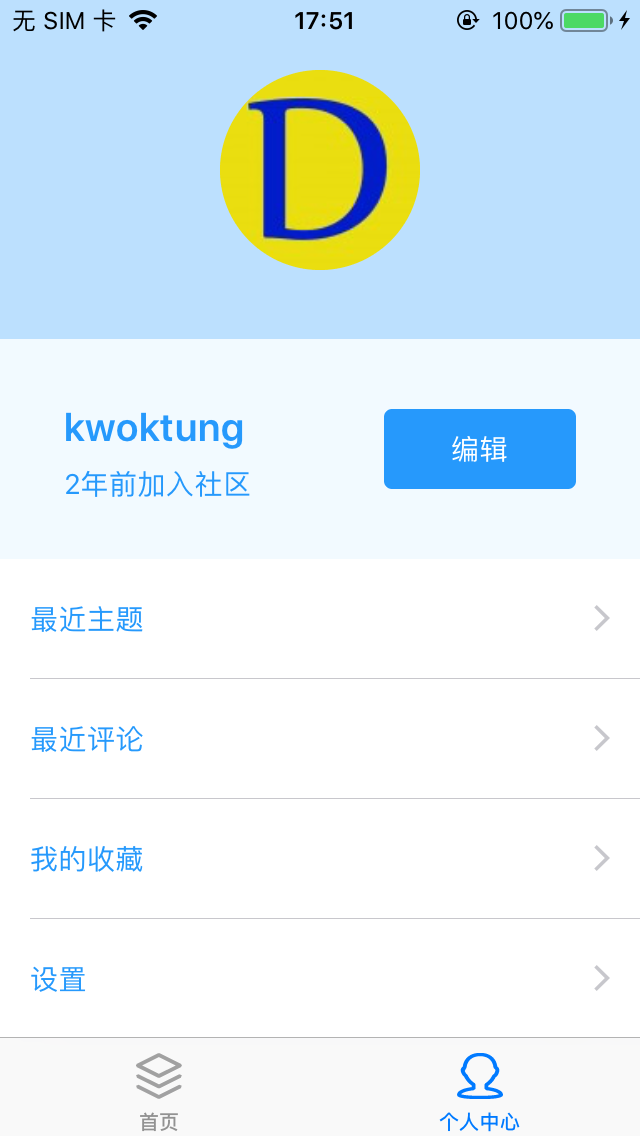 无 SIM 卡 17:51 100%
D
kwoktung
2年前加入社区
编辑
最近主题
最近评论
我的收藏
设置
首页 个人中心